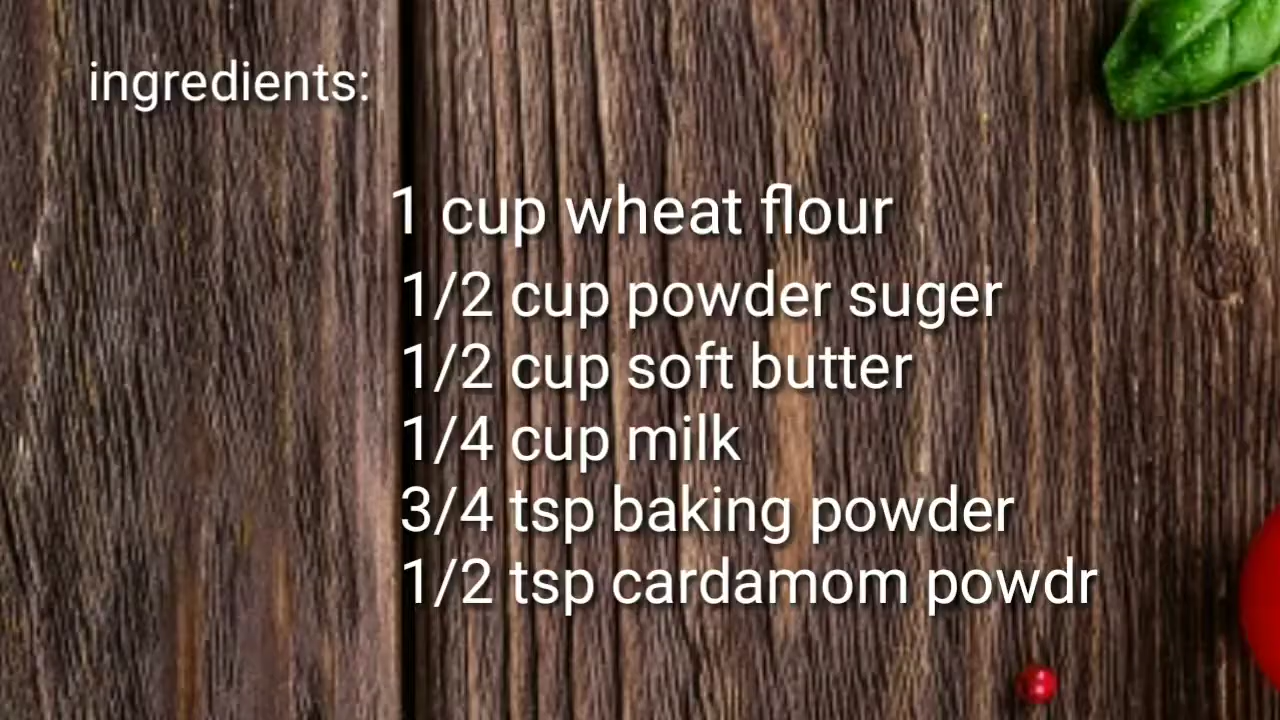 ingredients:
1 cup wheat flour
1/2 cup powder suger
1/2 cup soft butter
1/4 cup milk
3/4 tsp baking powder
1/2 tsp cardamom powdr